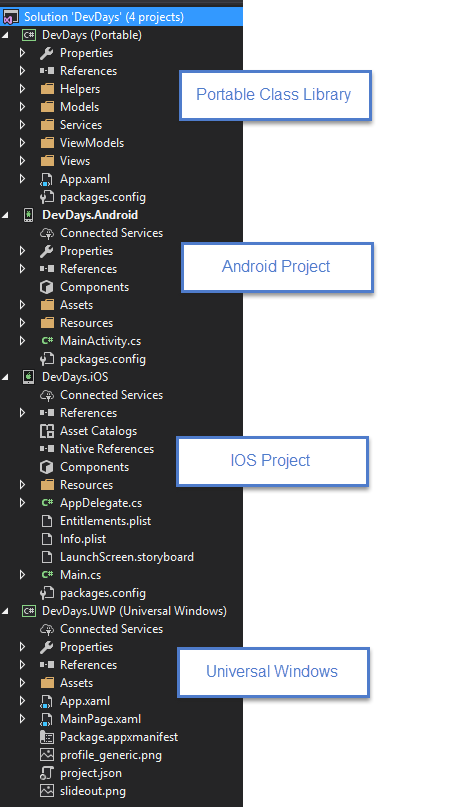 Solution 'DevDays' (4 projects)
DevDays (Portable)
Properties
References
Helpers
Models
Services
ViewModels
Views
App.xaml
packages.config
Portable Class Library
DevDays.Android
Connected Services
Properties
References
Components
Assets
Resources
MainActivity.cs
packages.config
Android Project
DevDays.iOS
Connected Services
References
Asset Catalogs
Native References
Components
Resources
AppDelegate.cs
Entitlements.plist
Info.plist
LaunchScreen.storyboard
Main.cs
packages.config
IOS Project
DevDays.UWP (Universal Windows)
Connected Services
Properties
References
Assets
App.xaml
MainPage.xaml
Package.appxmanifest
profile_generic.png
project.json
slideout.png
Universal Windows